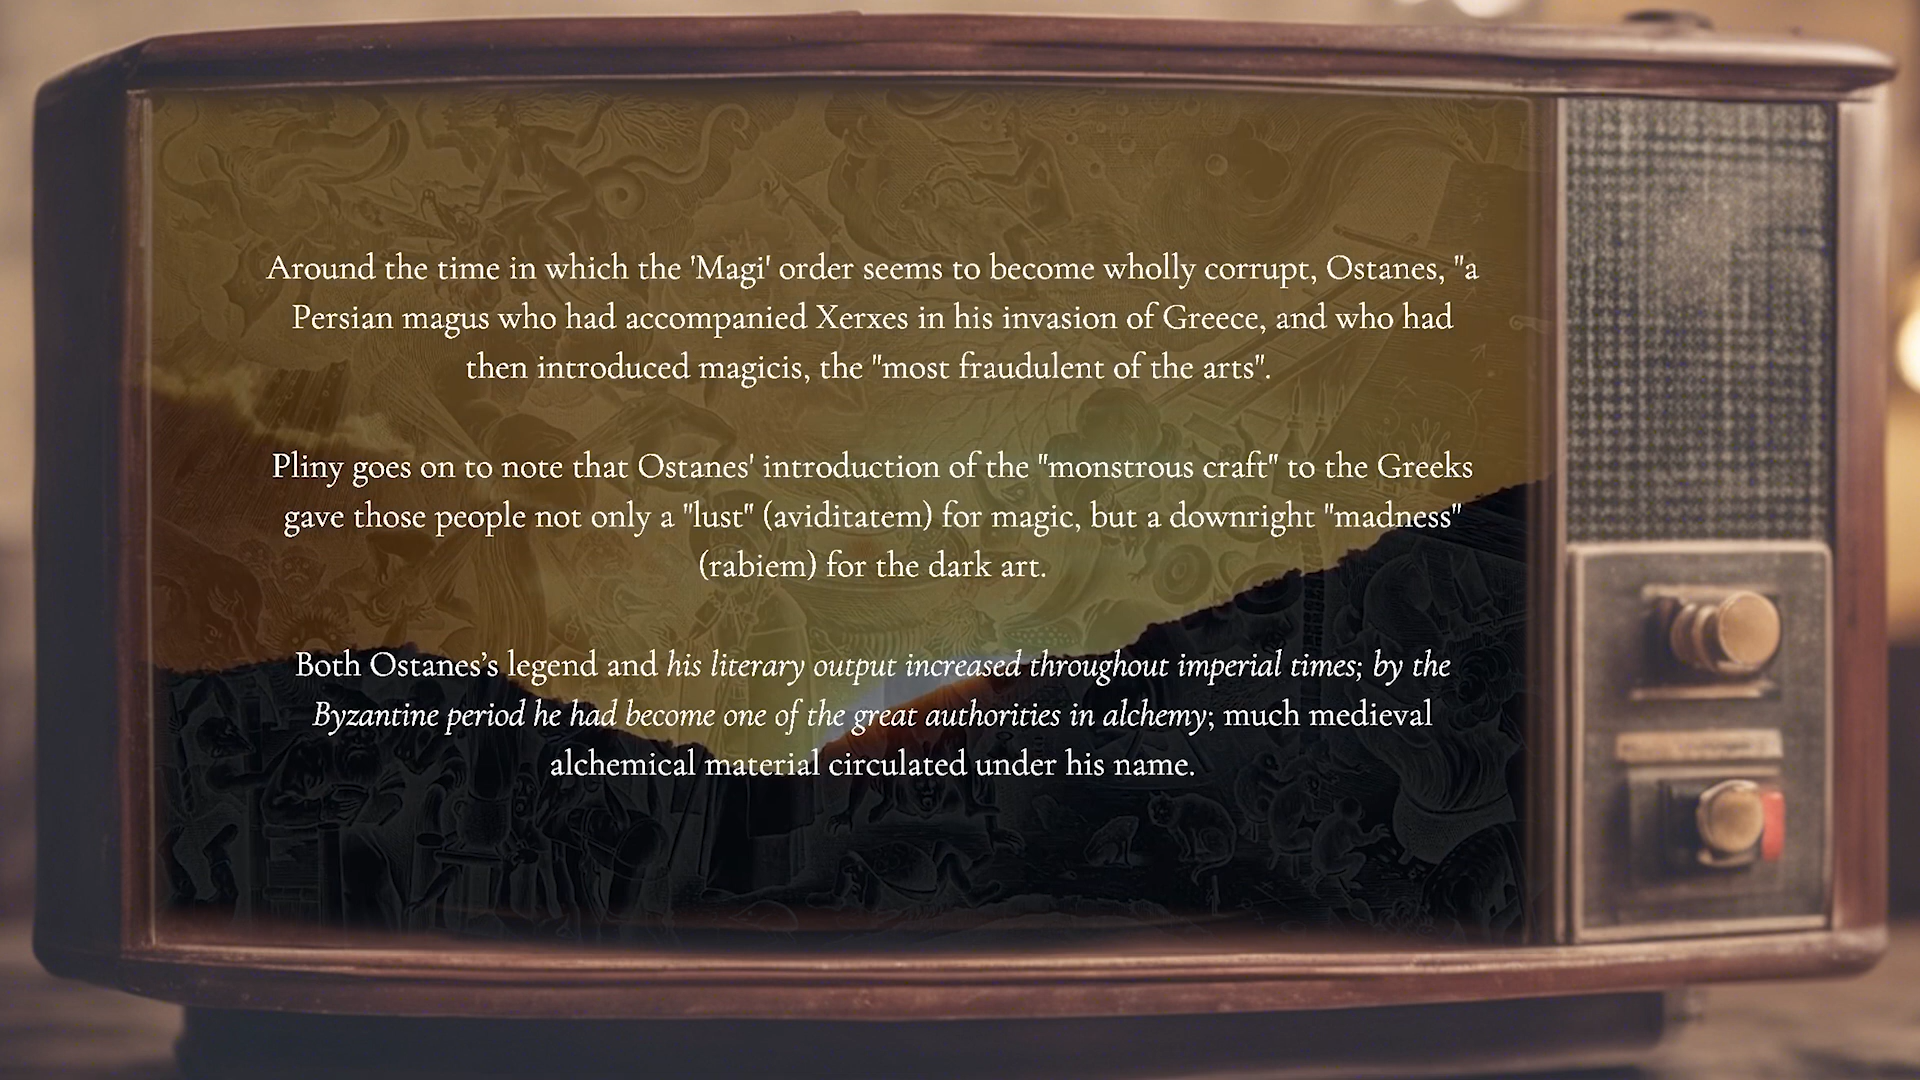 Around the time in which the 'Magi' order seems to become wholly corrupt, Ostanes, "a
Persian magus who had accompanied Xerxes in his invasion of Greece, and who had
then introduced magicis, the "most fraudulent of the arts".
Pliny goes on to note that Ostanes' introduction of the "monstrous craft" to the Greeks
gave those people not only a "lust" (aviditatem) for magic, but a downright "madness"
(rabiem) for the dark art.
Both Ostanes’s legend and his literary output increased throughout imperial times; by the
Byzantine period he had become one of the great authorities in alchemy; much medieval
alchemical material circulated under his name.